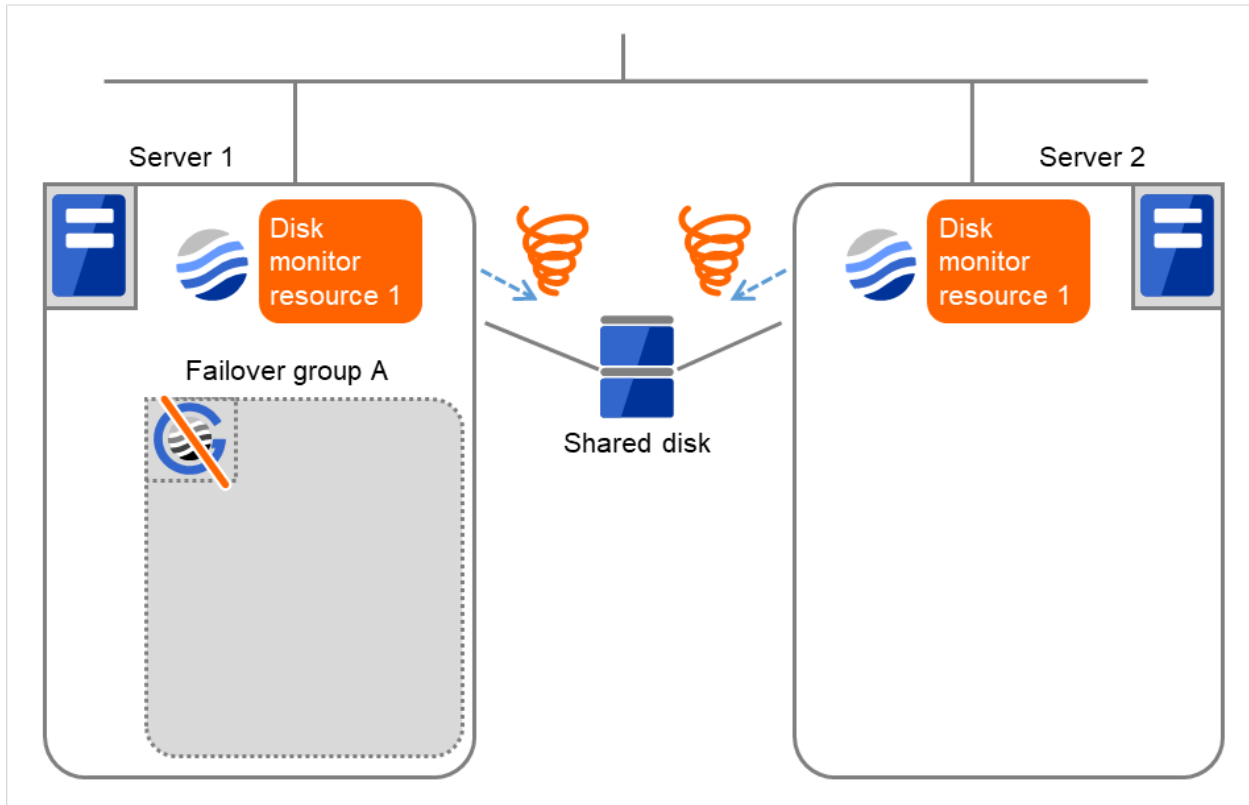 Server 1
Server 2
Disk
monitor
resource 1
Disk
monitor
resource 1
Failover group A
Shared disk